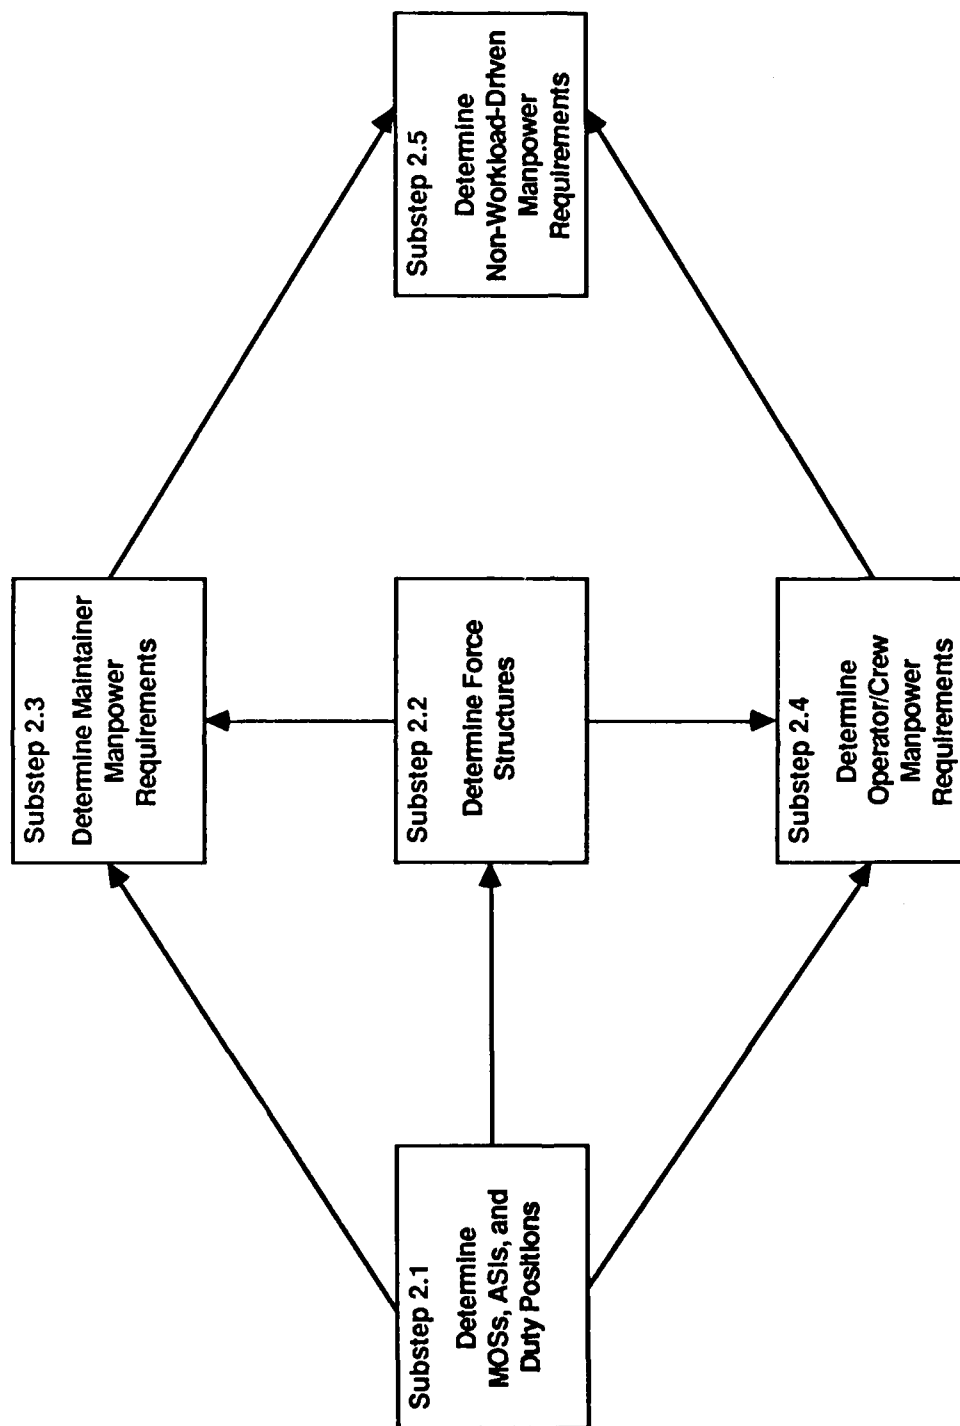 Substep 2.1
Determine
MOSs, ASIs, and
Duty Positions
Substep 2.3
Determine Maintainer
Manpower
Requirements
Substep 2.2
Determine Force
Structures
Substep 2.4
Determine
Operator/Crew
Manpower
Requirements
Substep 2.5
Determine
Non-Workload-Driven
Manpower
Requirements